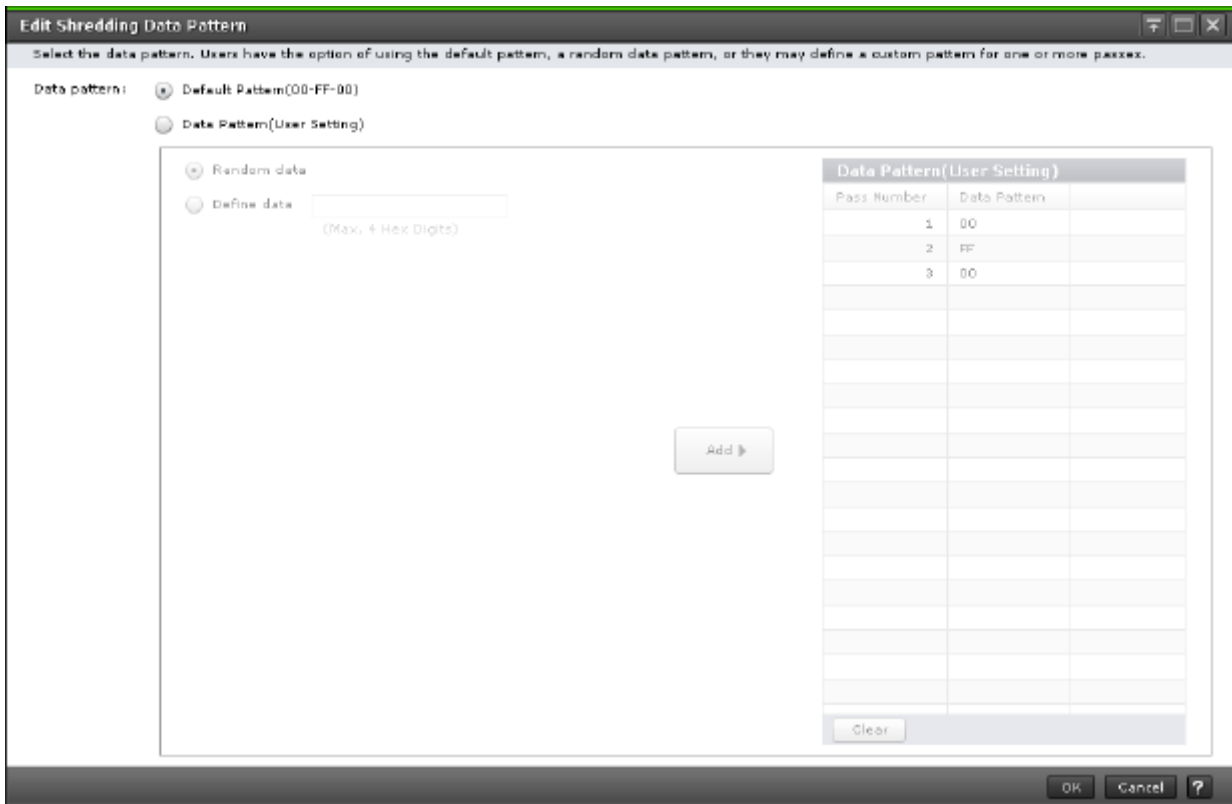 Edit Shredding Data Pattern
Select the data pattern. Users have the option of using the default pattern, a random data pattern, or they may define a custom pattern for one or more passes.
Data pattern: Default Pattern(00-FF-00)
Data Pattern(User Setting)
Random data
Define data
(Max. 4 Hex Digits)
Add
Data Pattern(User Setting)
Pass Number Data Pattern
1 00
2 FF
3 00
Clear
OK Cancel ?